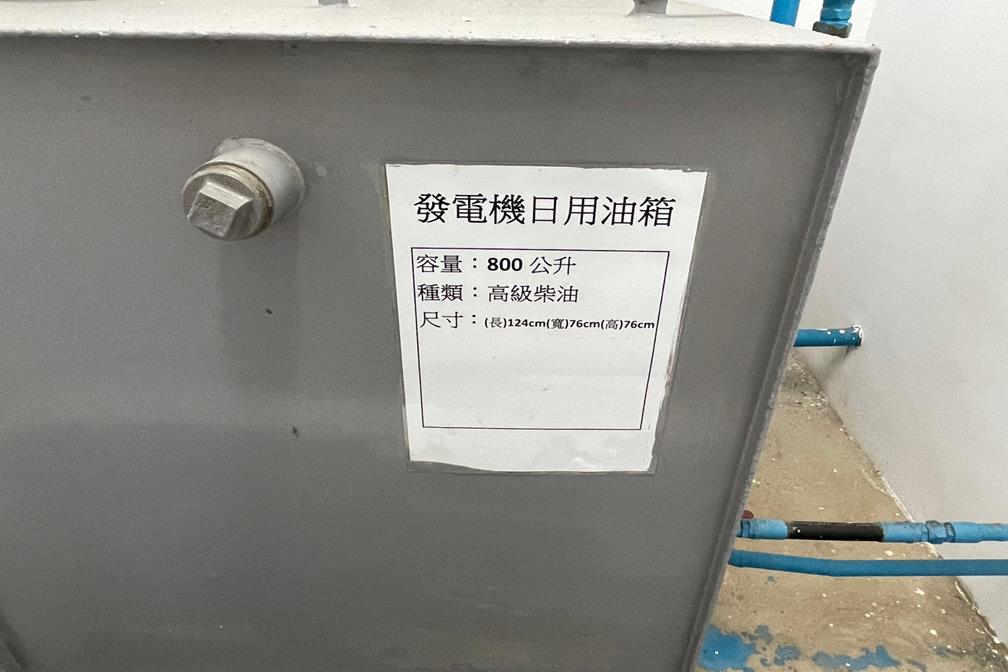 發電機日用油箱
容量：800 公升
種類：高級柴油
尺寸：(長)124cm(寬)76cm(高)76cm